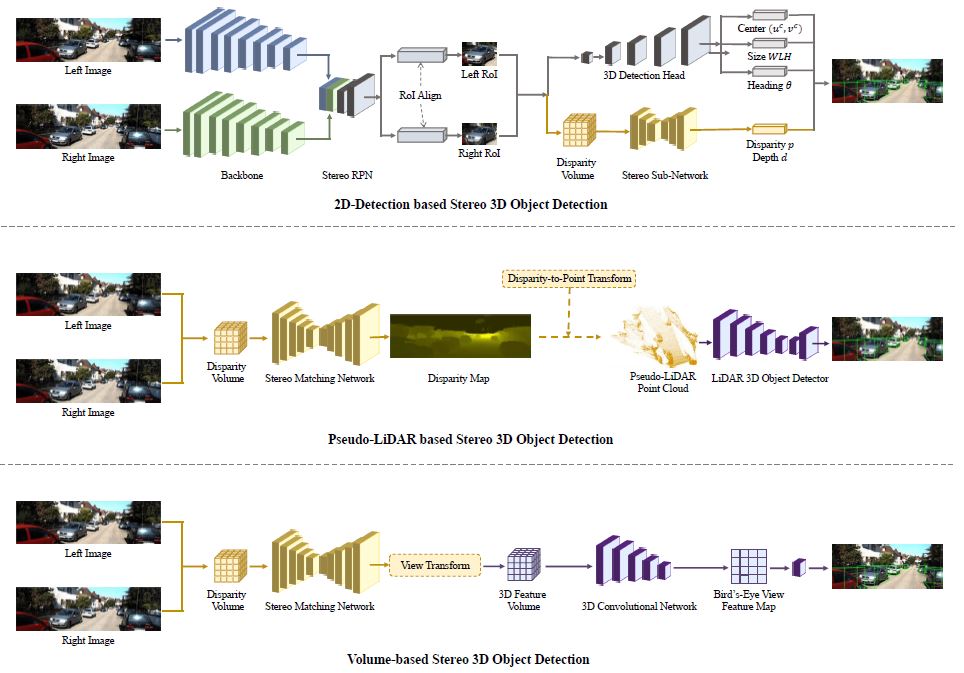 Left Image
Right Image
Backbone
Stereo RPN
RoI Align
Left RoI
Right RoI
3D Detection Head
Center (u^c, v^c)
Size WLH
Heading θ
Disparity
Volume
Stereo Sub-Network
Disparity p
Depth d
2D-Detection based Stereo 3D Object Detection
Left Image
Right Image
Disparity
Volume
Stereo Matching Network
Disparity Map
Disparity-to-Point Transform
Pseudo-LiDAR
Point Cloud
LiDAR 3D Object Detector
Pseudo-LiDAR based Stereo 3D Object Detection
Left Image
Right Image
Disparity
Volume
Stereo Matching Network
View Transform
3D Feature
Volume
3D Convolutional Network
Bird's-Eye View
Feature Map
Volume-based Stereo 3D Object Detection